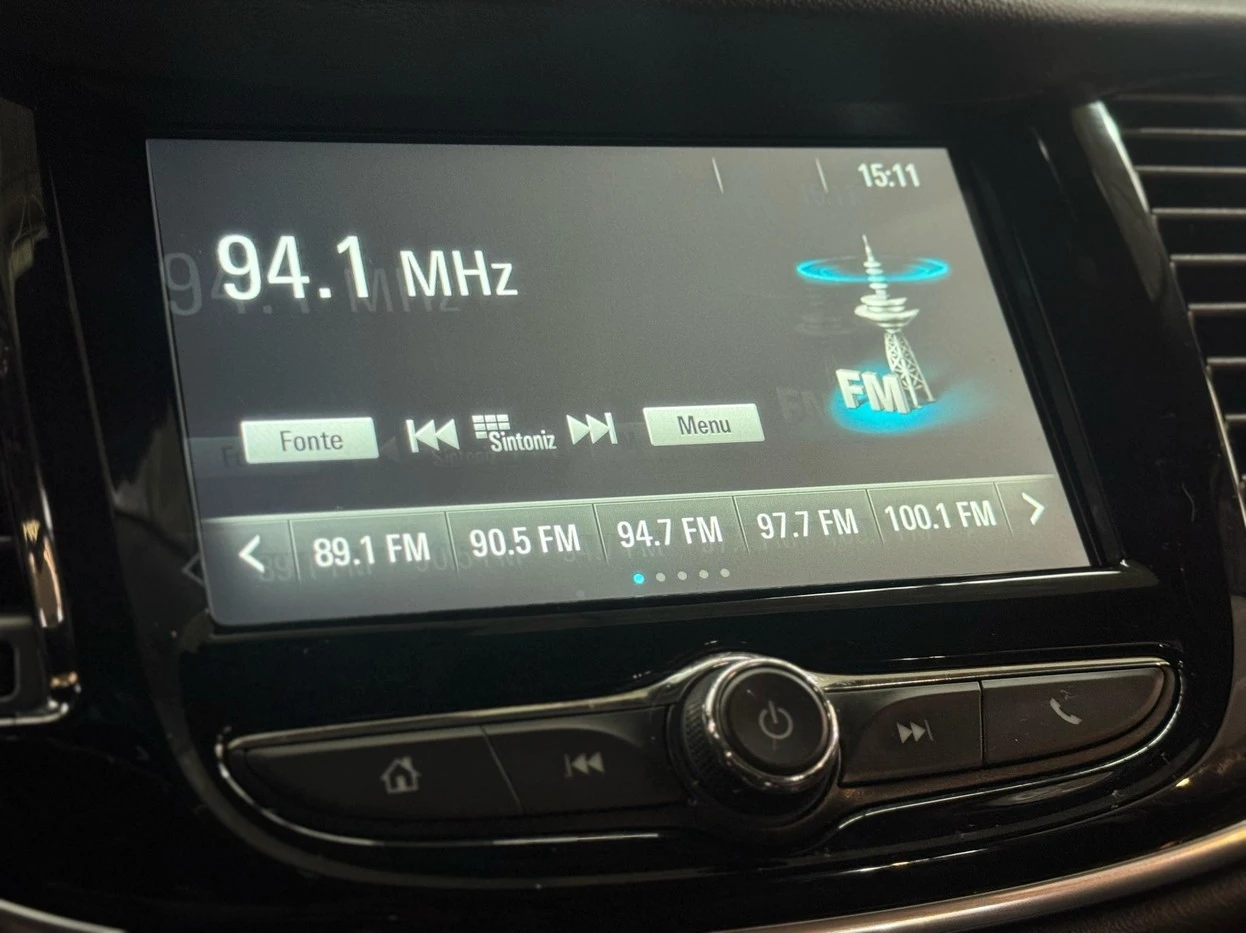 15:11
94.1 MHz
FM
Fonte Sintoniz Menu
89.1 FM 90.5 FM 94.7 FM 97.7 FM 100.1 FM